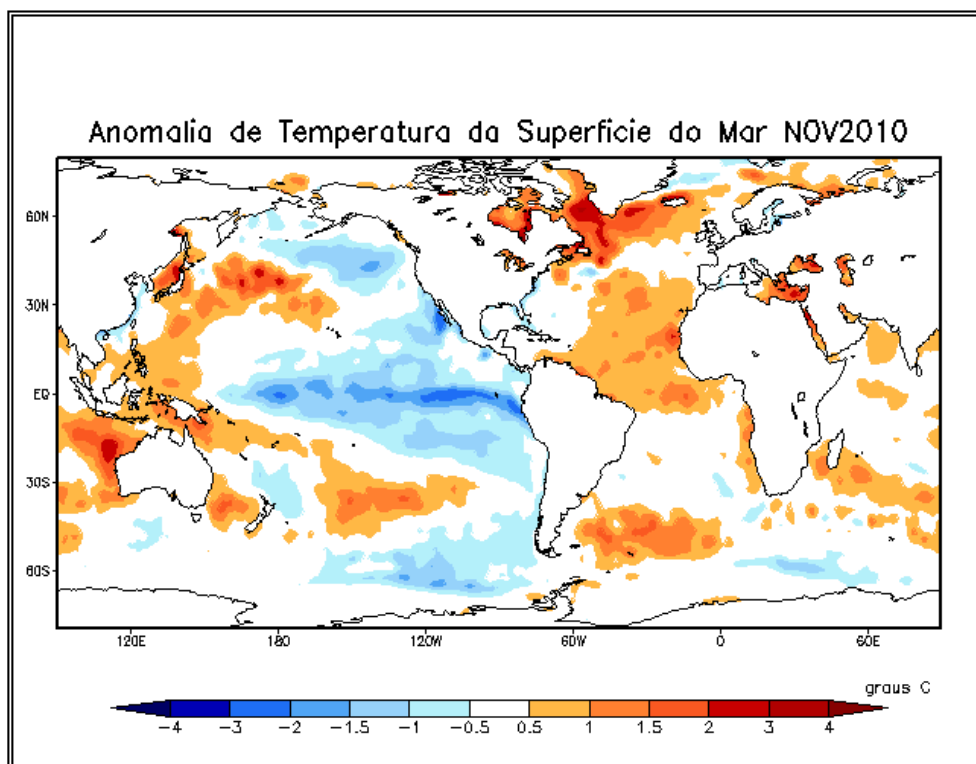 Anomalia de Temperatura da Superficie do Mar NOV2010
60N
30N
EQ
30S
60S
120E 180 120W 60W 0 60E
graus C
-4 -3 -2 -1.5 -1 -0.5 0.5 1 1.5 2 3 4